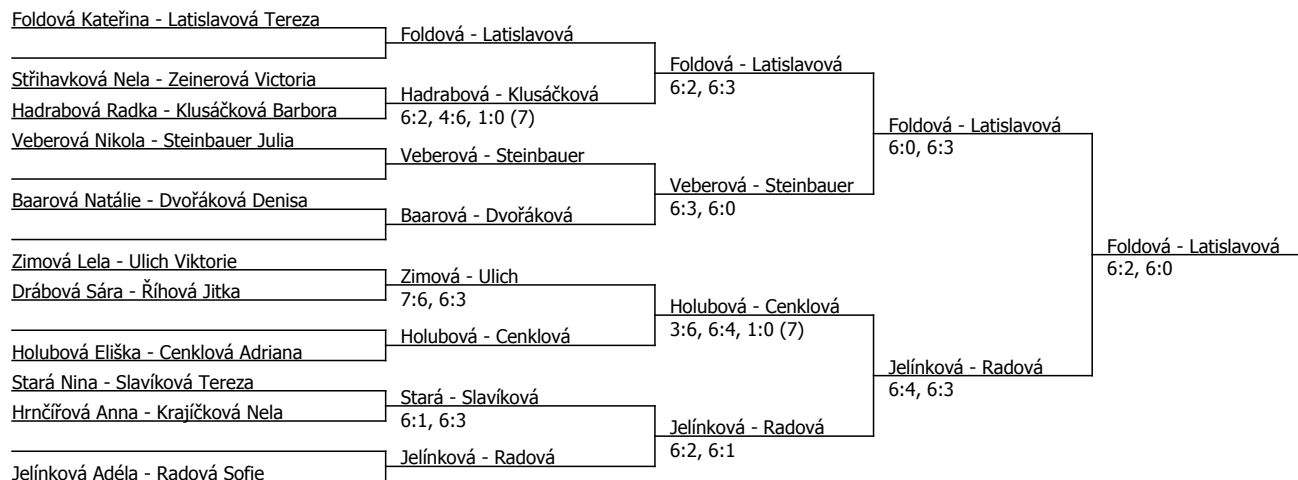 Foldová Kateřina - Latislavová Tereza
Střihavková Nela - Zeinerová Victoria
Hadrabová Radka - Klusáčková Barbora
Veberová Nikola - Steinbauer Julia
Baarová Natálie - Dvořáková Denisa
Zimová Lela - Ulich Viktorie
Drábová Sára - Říhová Jitka
Holubová Eliška - Cenklová Adriana
Stará Nina - Slavíková Tereza
Hrnčířová Anna - Krajíčková Nela
Jelínková Adéla - Radová Sofie
Foldová - Latislavová
Hadrabová - Klusáčková
6:2, 4:6, 1:0 (7)
Veberová - Steinbauer
Baarová - Dvořáková
Zimová - Ulich
7:6, 6:3
Holubová - Cenklová
Stará - Slavíková
6:1, 6:3
Jelínková - Radová
Foldová - Latislavová
6:2, 6:3
Veberová - Steinbauer
6:3, 6:0
Holubová - Cenklová
3:6, 6:4, 1:0 (7)
Jelínková - Radová
6:2, 6:1
Foldová - Latislavová
6:0, 6:3
Jelínková - Radová
6:4, 6:3
Foldová - Latislavová
6:2, 6:0